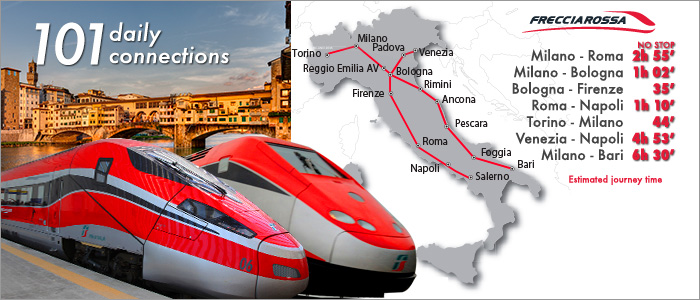 101 daily
connections
Torino
Milano
Padova
Venezia
Reggio Emilia AV
Bologna
Rimini
Firenze
Ancona
Pescara
Roma
Foggia
Napoli
Bari
Salerno
FRECCIAROSSA
NO STOP
Milano - Roma 2h 55'
Milano - Bologna 1h 02'
Bologna - Firenze 35'
Roma - Napoli 1h 10'
Torino - Milano 44'
Venezia - Napoli 4h 53'
Milano - Bari 6h 30'
Estimated journey time